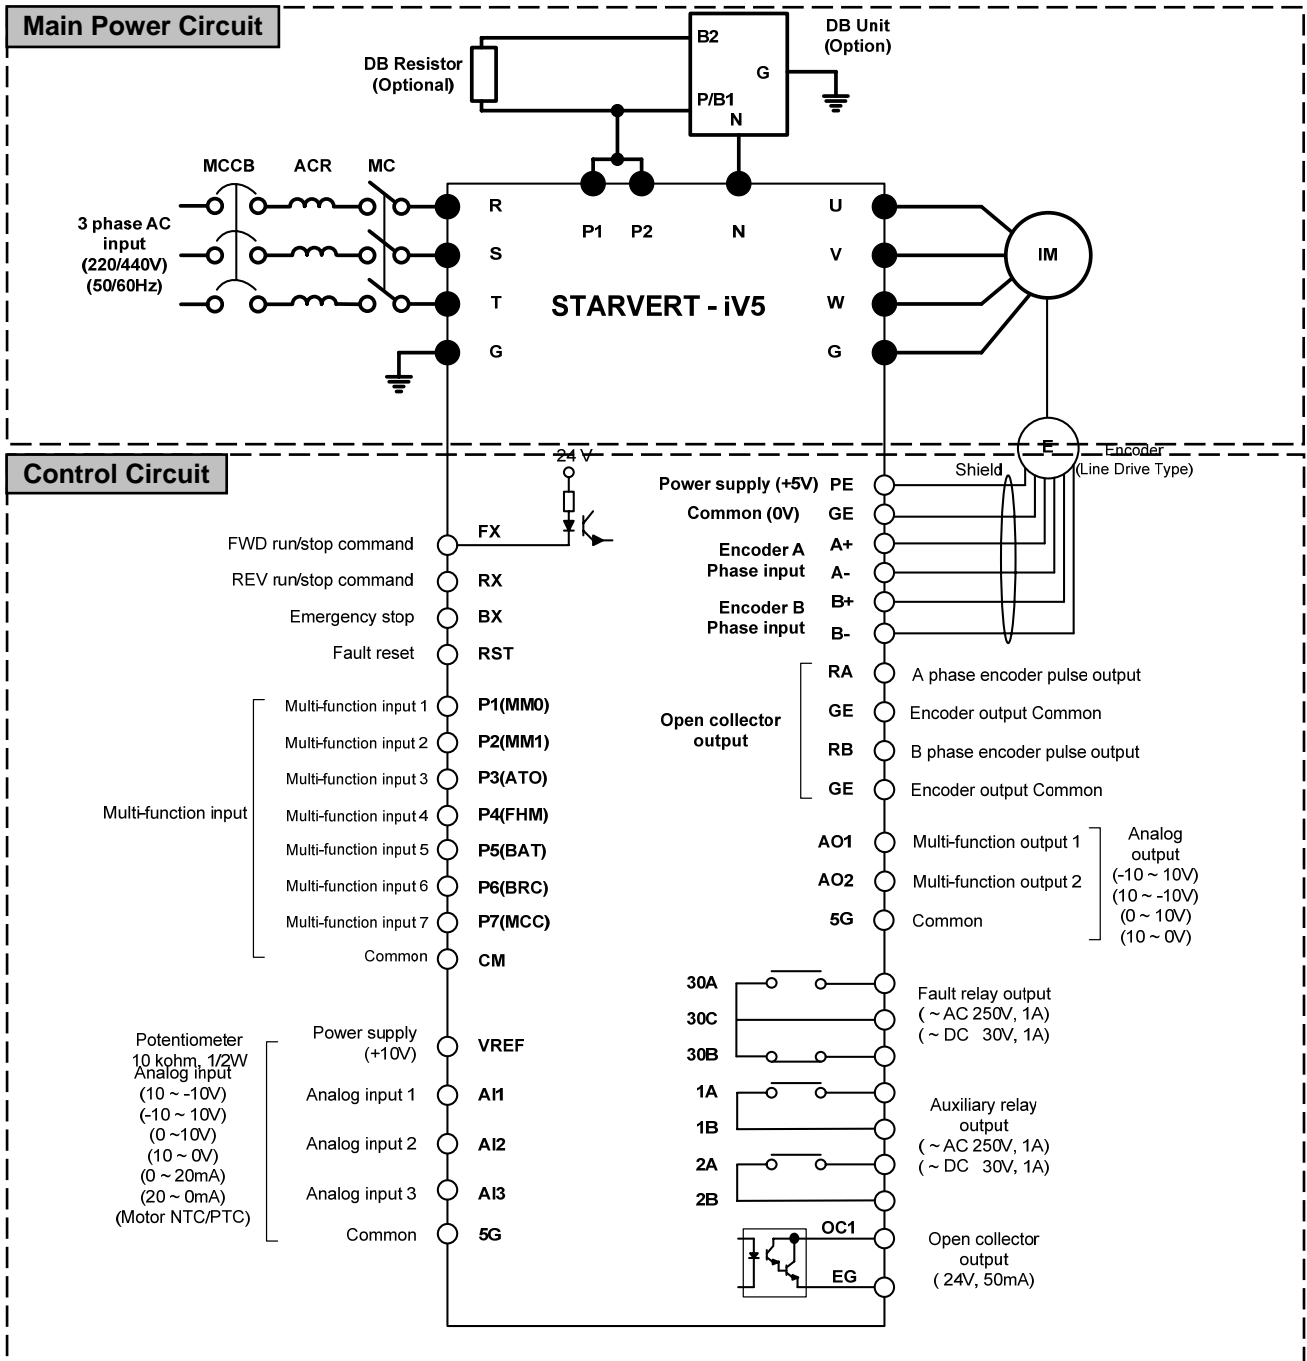 Main Power Circuit
DB Resistor
(Optional)
B2
P/B1
G
N
DB Unit
(Option)
MCCB
ACR
MC
3 phase AC
input
(220/440V)
(50/60Hz)
R
S
T
G
P1
P2
N
STARVERT - iV5
U
V
W
G
IM
Control Circuit
24 V
E
Encoder
(Line Drive Type)
Shield
FWD run/stop command
FX
REV run/stop command
RX
Emergency stop
BX
Fault reset
RST
Multi-function input
Multi-function input 1
P1(MM0)
Multi-function input 2
P2(MM1)
Multi-function input 3
P3(ATO)
Multi-function input 4
P4(FHM)
Multi-function input 5
P5(BAT)
Multi-function input 6
P6(BRC)
Multi-function input 7
P7(MCC)
Common
CM
Potentiometer
10 kohm, 1/2W
Analog input
(10 ~ -10V)
(-10 ~ 10V)
(0 ~10V)
(10 ~ 0V)
(0 ~ 20mA)
(20 ~ 0mA)
(Motor NTC/PTC)
Power supply
(+10V)
VREF
Analog input 1
AI1
Analog input 2
AI2
Analog input 3
AI3
Common
5G
Power supply (+5V)
PE
Common (0V)
GE
Encoder A
Phase input
A+
A-
Encoder B
Phase input
B+
B-
Open collector
output
RA
A phase encoder pulse output
GE
Encoder output Common
RB
B phase encoder pulse output
GE
Encoder output Common
AO1
Multi-function output 1
AO2
Multi-function output 2
5G
Common
Analog
output
(-10 ~ 10V)
(10 ~ -10V)
(0 ~ 10V)
(10 ~ 0V)
30A
30C
30B
Fault relay output
( ~ AC 250V, 1A)
( ~ DC 30V, 1A)
1A
1B
2A
2B
Auxiliary relay
output
( ~ AC 250V, 1A)
( ~ DC 30V, 1A)
OC1
EG
Open collector
output
( 24V, 50mA)